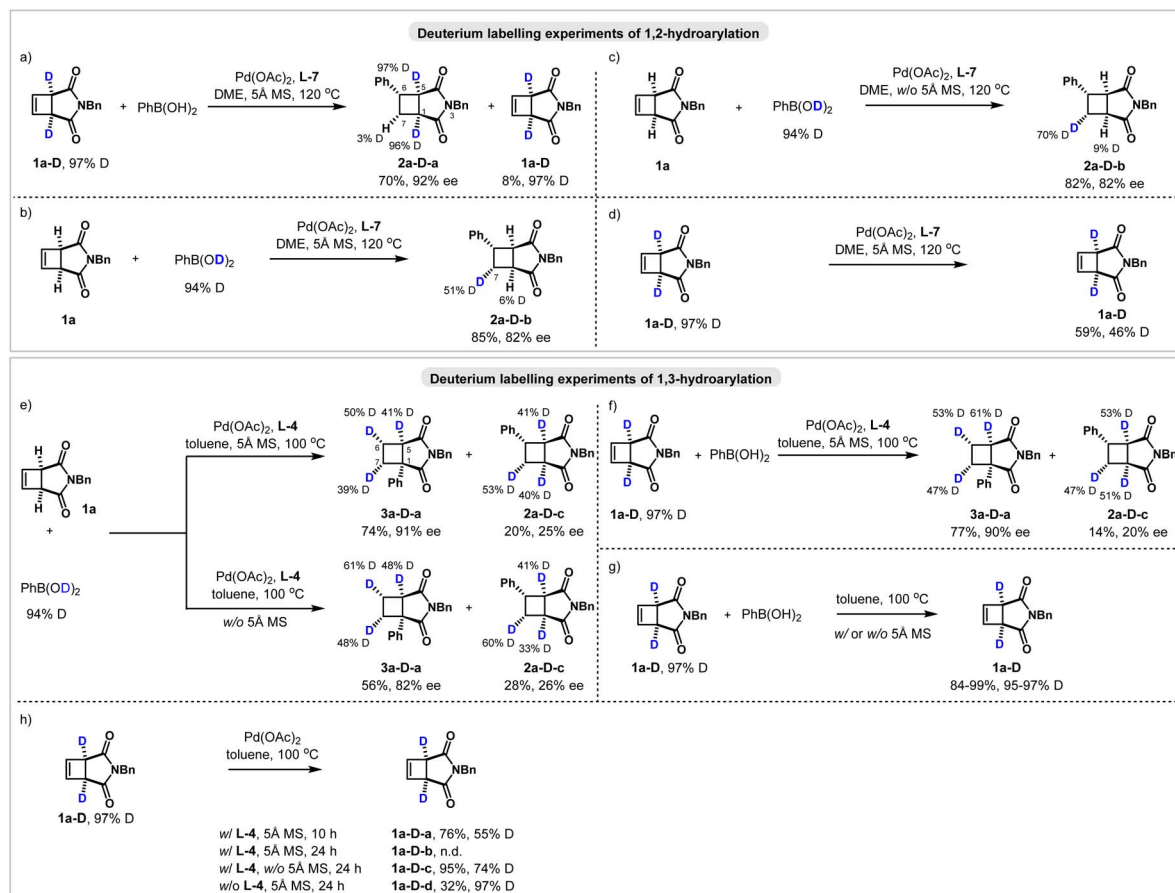 Deuterium labelling experiments of 1,2-hydroarylation
a)
D
O
NBn
D
O
1a-D, 97% D
+
PhB(OH)2
Pd(OAc)2, L-7
DME, 5Å MS, 120 oC
97% D
Ph
D
O
6
5
7
1
3
NBn
H
D
O
3% D
96% D
2a-D-a
70%, 92% ee
+
D
O
NBn
D
O
1a-D
8%, 97% D
c)
H
O
NBn
H
O
1a
+
PhB(OD)2
94% D
Pd(OAc)2, L-7
DME, w/o 5Å MS, 120 oC
Ph
H
O
NBn
D
H
O
70% D
9% D
2a-D-b
82%, 82% ee
b)
H
O
NBn
H
O
1a
+
PhB(OD)2
94% D
Pd(OAc)2, L-7
DME, 5Å MS, 120 oC
Ph
H
O
NBn
7
D
H
O
51% D
6% D
2a-D-b
85%, 82% ee
d)
D
O
NBn
D
O
1a-D, 97% D
Pd(OAc)2, L-7
DME, 5Å MS, 120 oC
D
O
NBn
D
O
1a-D
59%, 46% D
Deuterium labelling experiments of 1,3-hydroarylation
e)
H
O
NBn
H
O
1a
+
PhB(OD)2
94% D
Pd(OAc)2, L-4
toluene, 5Å MS, 100 oC
50% D 41% D
D
D
O
6
5
7
1
NBn
D
Ph
O
39% D
3a-D-a
74%, 91% ee
+
41% D
Ph
D
O
NBn
D
D
O
53% D
40% D
2a-D-c
20%, 25% ee
Pd(OAc)2, L-4
toluene, 100 oC
w/o 5Å MS
61% D 48% D
D
D
O
NBn
D
Ph
O
48% D
3a-D-a
56%, 82% ee
+
41% D
Ph
D
O
NBn
D
D
O
60% D
33% D
2a-D-c
28%, 26% ee
f)
D
O
NBn
D
O
1a-D, 97% D
+ PhB(OH)2
Pd(OAc)2, L-4
toluene, 5Å MS, 100 oC
53% D 61% D
D
D
O
NBn
D
Ph
O
47% D
3a-D-a
77%, 90% ee
+
53% D
Ph
D
O
NBn
D
D
O
47% D
51% D
2a-D-c
14%, 20% ee
g)
D
O
NBn
D
O
1a-D, 97% D
+
PhB(OH)2
toluene, 100 oC
w/ or w/o 5Å MS
D
O
NBn
D
O
1a-D
84-99%, 95-97% D
h)
D
O
NBn
D
O
1a-D, 97% D
Pd(OAc)2
toluene, 100 oC
D
O
NBn
D
O
w/ L-4, 5Å MS, 10 h 1a-D-a, 76%, 55% D
w/ L-4, 5Å MS, 24 h 1a-D-b, n.d.
w/ L-4, w/o 5Å MS, 24 h 1a-D-c, 95%, 74% D
w/o L-4, 5Å MS, 24 h 1a-D-d, 32%, 97% D